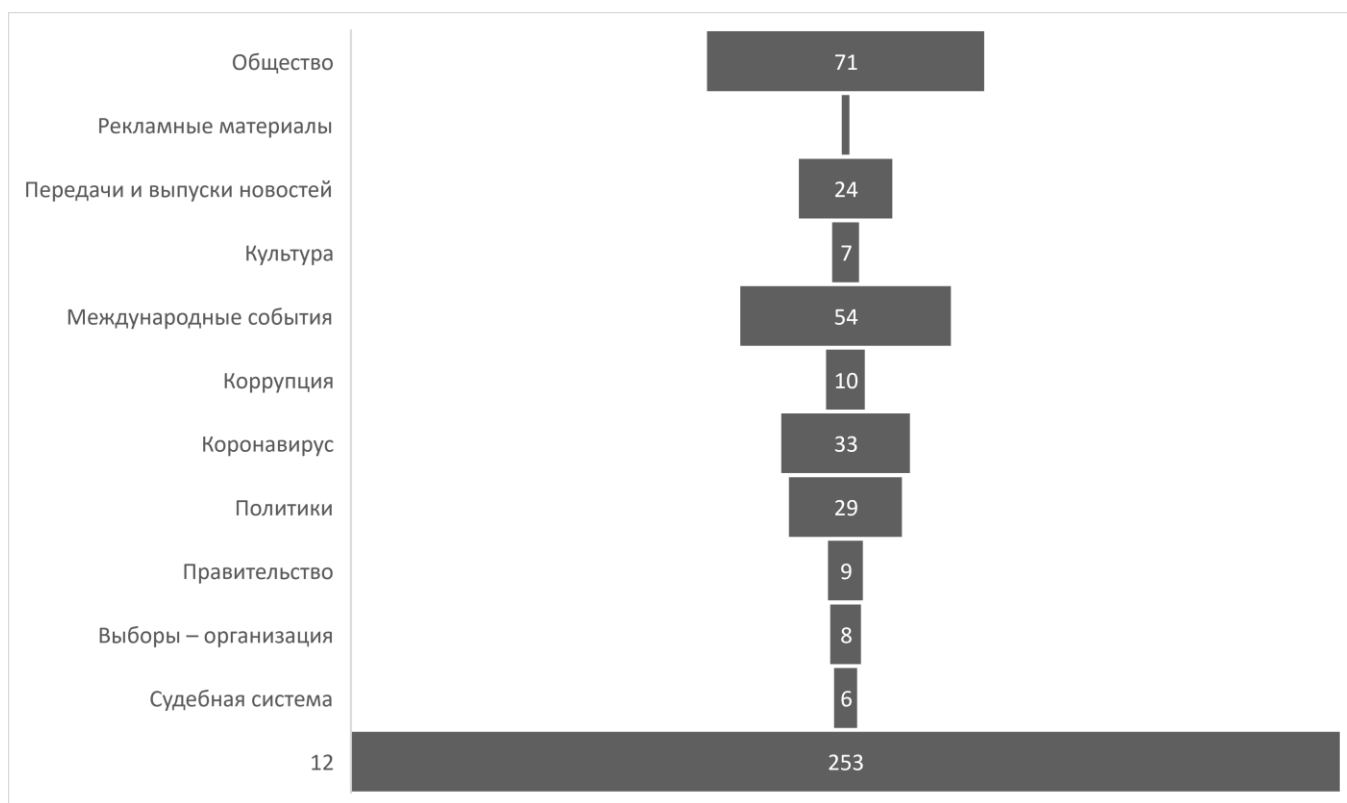 Общество 71
Рекламные материалы
Передачи и выпуски новостей 24
Культура 7
Международные события 54
Коррупция 10
Коронавирус 33
Политики 29
Правительство 9
Выборы – организация 8
Судебная система 6
12 253